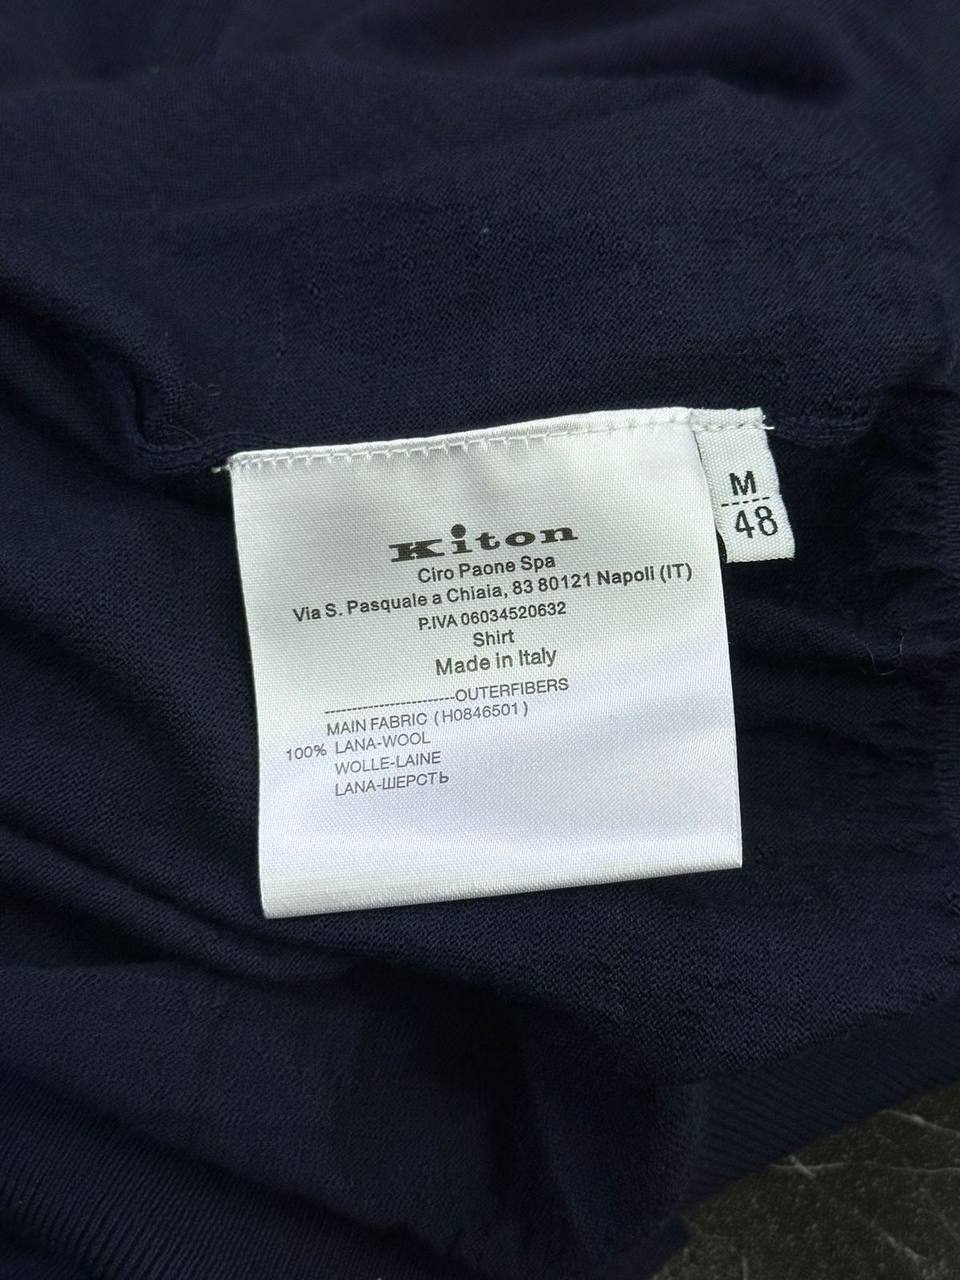 Kiton
Ciro Paone Spa
Via S. Pasquale a Chiaia, 83 80121 Napoli (IT)
P.IVA 06034520632
Shirt
Made in Italy
--------------------------OUTERFIBERS
MAIN FABRIC ( H0846501 )
100% LANA-WOOL
WOLLE-LAINE
LANA-ШЕРСТЬ
M
48